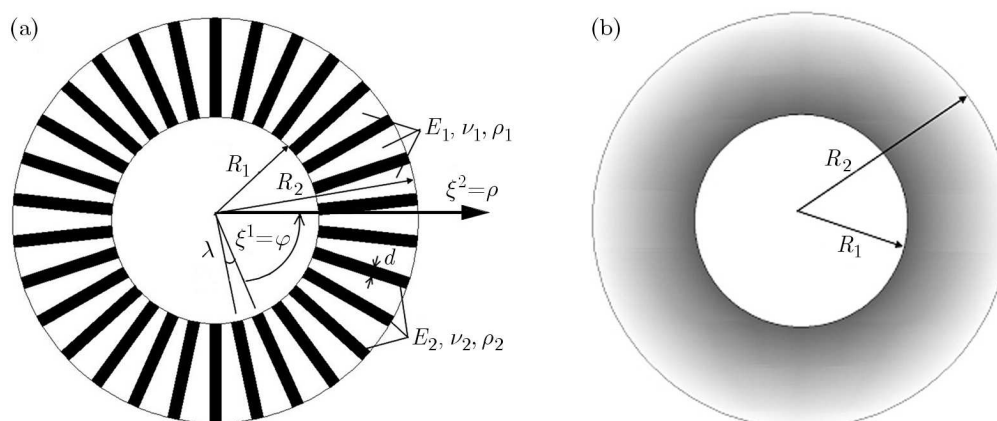 (a)
E₁, ν₁, ρ₁
R₁
R₂
ξ²=ρ
ξ¹=φ
λ
d
E₂, ν₂, ρ₂
(b)
R₂
R₁